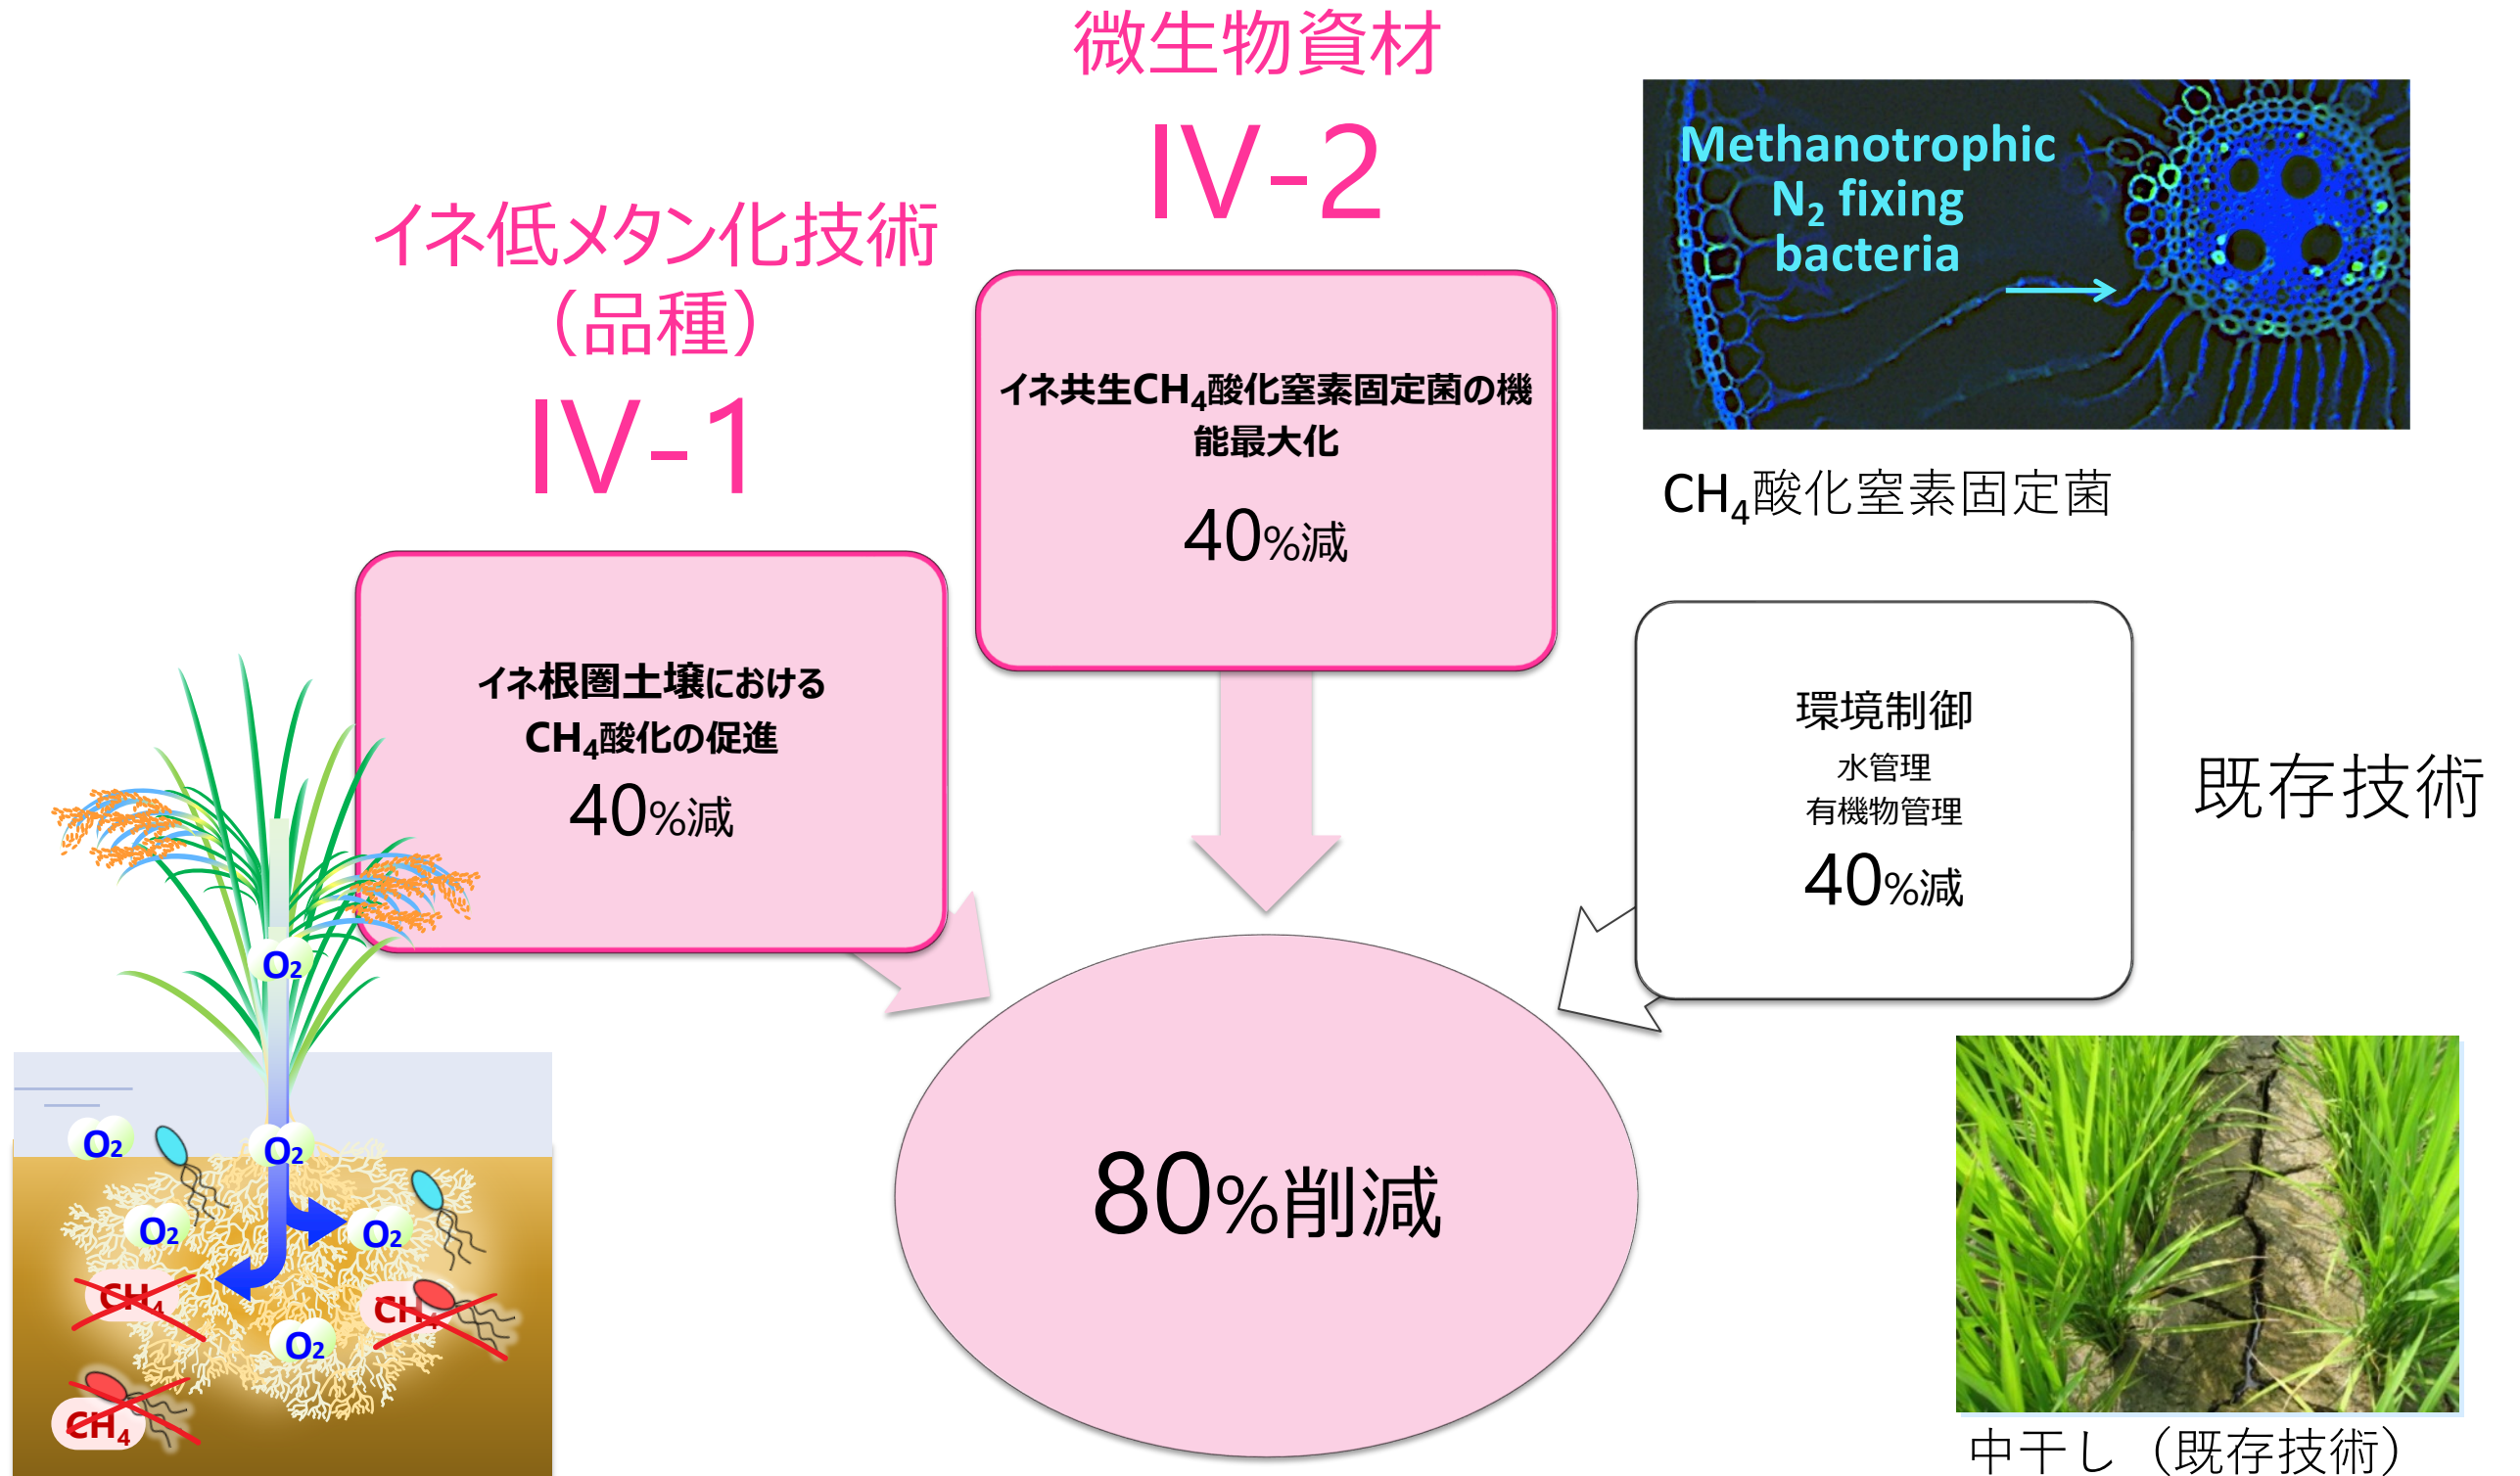 微生物資材
Ⅳ-2
イネ低メタン化技術
（品種）
Ⅳ-1
イネ共生CH₄酸化窒素固定菌の機
能最大化
40%減
Methanotrophic
N₂ fixing
bacteria
CH₄酸化窒素固定菌
イネ根圏土壌における
CH₄酸化の促進
40%減
環境制御
水管理
有機物管理
40%減
既存技術
80%削減
O₂
O₂
O₂
O₂
O₂
CH₄
CH₄
O₂
CH₄
中干し（既存技術）